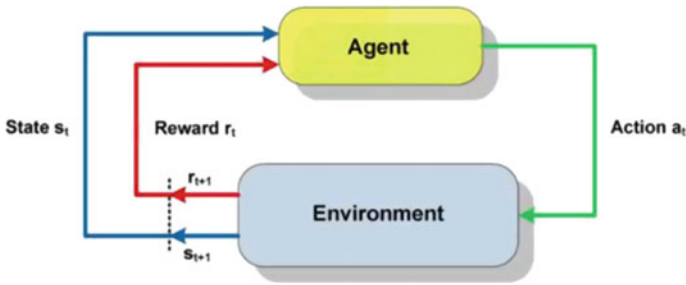 Agent
State sₜ
Reward rₜ
Action aₜ
rₜ₊₁
Environment
sₜ₊₁